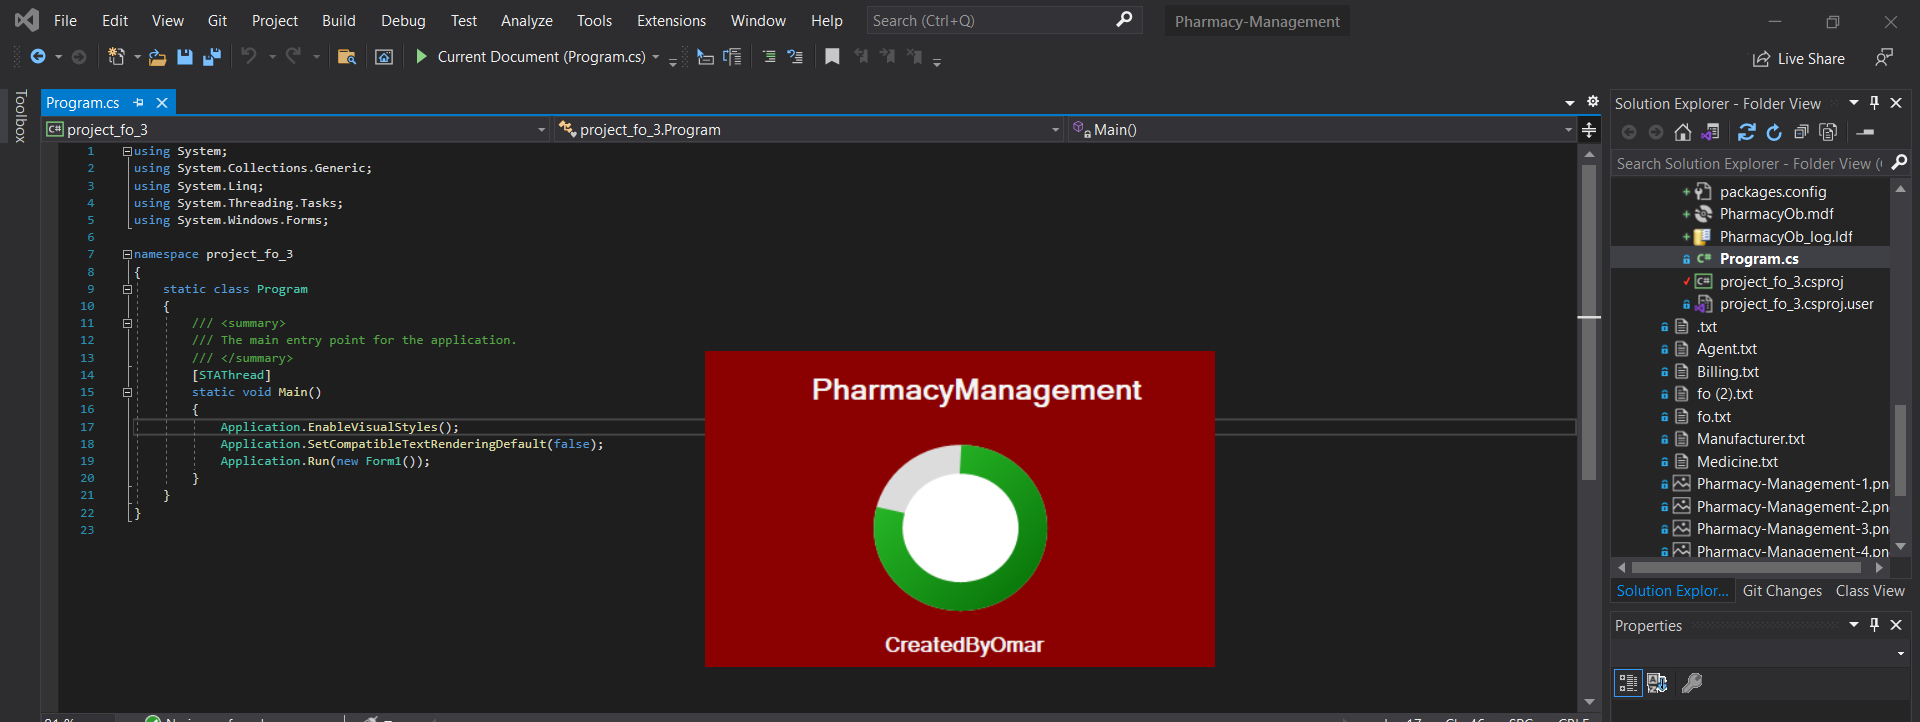 File Edit View Git Project Build Debug Test Analyze Tools Extensions Window Help Search (Ctrl+Q) Pharmacy-Management
Current Document (Program.cs) Live Share
Toolbox
Program.cs
project_fo_3 project_fo_3.Program Main()
1 using System;
2 using System.Collections.Generic;
3 using System.Linq;
4 using System.Threading.Tasks;
5 using System.Windows.Forms;
6
7 namespace project_fo_3
8 {
9 static class Program
10 {
11 /// <summary>
12 /// The main entry point for the application.
13 /// </summary>
14 [STAThread]
15 static void Main()
16 {
17 Application.EnableVisualStyles();
18 Application.SetCompatibleTextRenderingDefault(false);
19 Application.Run(new Form1());
20 }
21 }
22 }
23
PharmacyManagement
CreatedByOmar
Solution Explorer - Folder View
Search Solution Explorer - Folder View (
packages.config
PharmacyOb.mdf
PharmacyOb_log.ldf
Program.cs
project_fo_3.csproj
project_fo_3.csproj.user
.txt
Agent.txt
Billing.txt
fo (2).txt
fo.txt
Manufacturer.txt
Medicine.txt
Pharmacy-Management-1.pn
Pharmacy-Management-2.pn
Pharmacy-Management-3.pn
Pharmacy-Management-4.pn
Solution Explor... Git Changes Class View
Properties